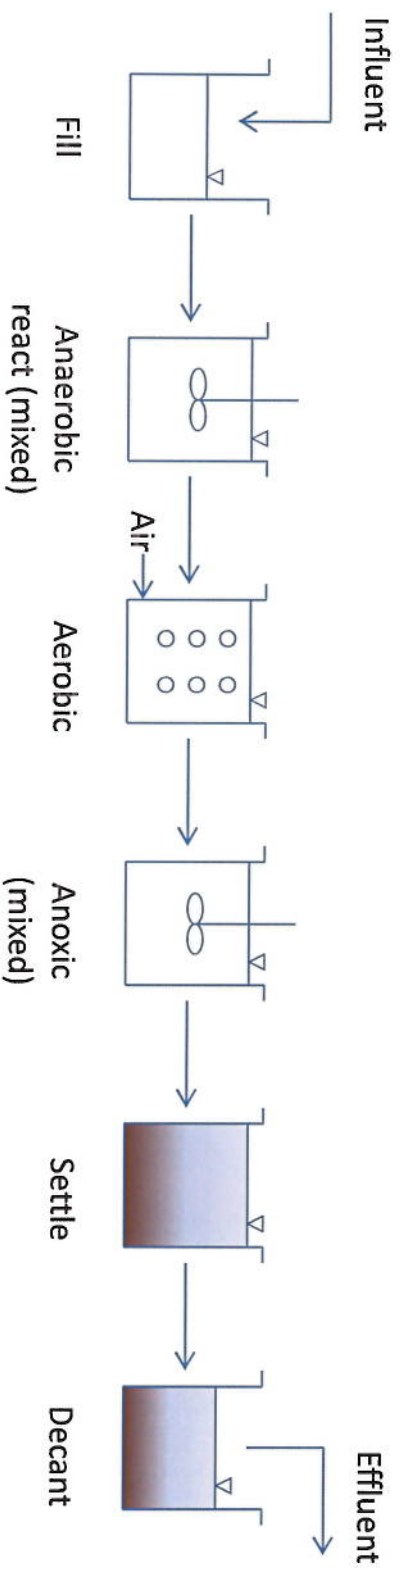 Influent
Fill
Anaerobic
react (mixed)
Air
Aerobic
Anoxic
(mixed)
Settle
Decant
Effluent